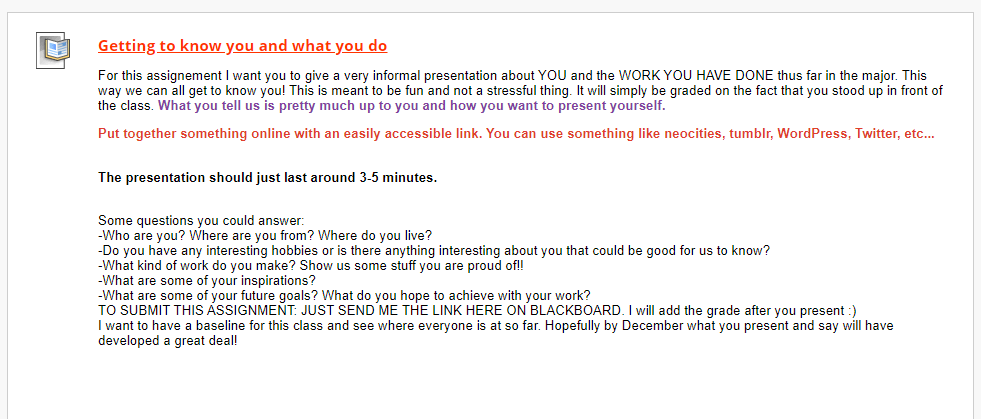 Getting to know you and what you do
For this assignement I want you to give a very informal presentation about YOU and the WORK YOU HAVE DONE thus far in the major. This
way we can all get to know you! This is meant to be fun and not a stressful thing. It will simply be graded on the fact that you stood up in front of
the class. What you tell us is pretty much up to you and how you want to present yourself.
Put together something online with an easily accessible link. You can use something like neocities, tumblr, WordPress, Twitter, etc...
The presentation should just last around 3-5 minutes.
Some questions you could answer:
-Who are you? Where are you from? Where do you live?
-Do you have any interesting hobbies or is there anything interesting about you that could be good for us to know?
-What kind of work do you make? Show us some stuff you are proud of!!
-What are some of your inspirations?
-What are some of your future goals? What do you hope to achieve with your work?
TO SUBMIT THIS ASSIGNMENT: JUST SEND ME THE LINK HERE ON BLACKBOARD. I will add the grade after you present :)
I want to have a baseline for this class and see where everyone is at so far. Hopefully by December what you present and say will have
developed a great deal!